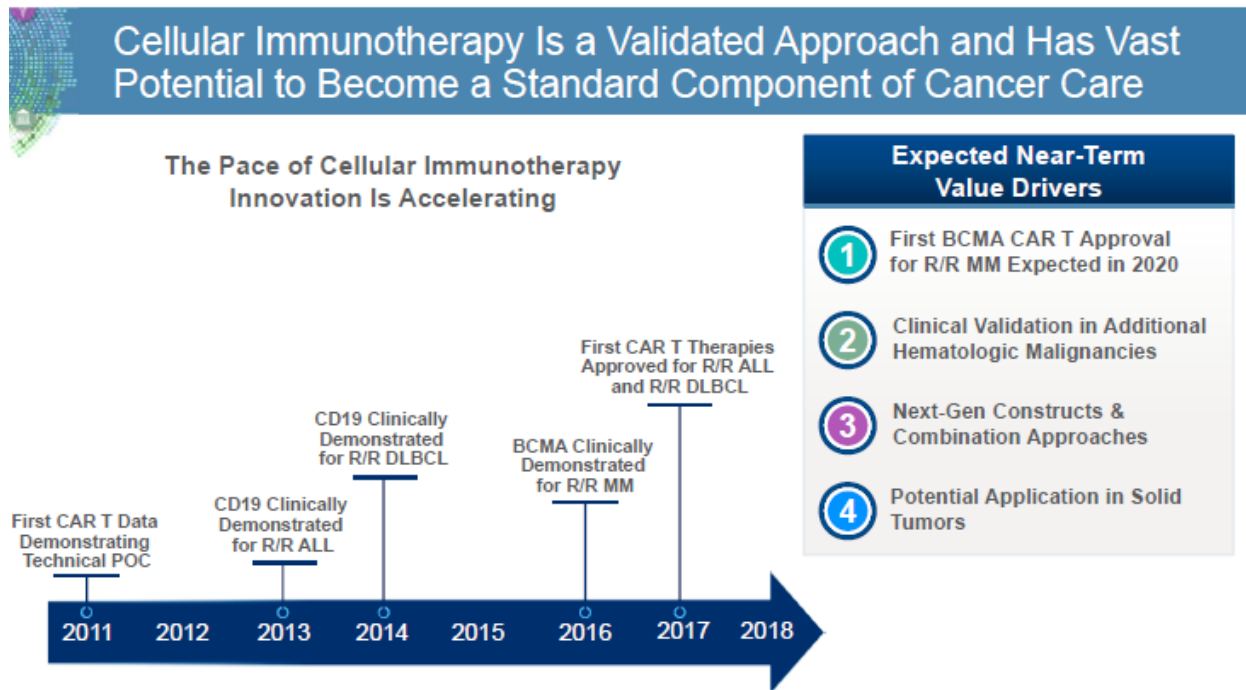 Cellular Immunotherapy Is a Validated Approach and Has Vast
Potential to Become a Standard Component of Cancer Care
The Pace of Cellular Immunotherapy
Innovation Is Accelerating
First CAR T Data
Demonstrating
Technical POC
CD19 Clinically
Demonstrated
for R/R ALL
CD19 Clinically
Demonstrated
for R/R DLBCL
BCMA Clinically
Demonstrated
for R/R MM
First CAR T Therapies
Approved for R/R ALL
and R/R DLBCL
2011 2012 2013 2014 2015 2016 2017 2018
Expected Near-Term
Value Drivers
1 First BCMA CAR T Approval
for R/R MM Expected in 2020
2 Clinical Validation in Additional
Hematologic Malignancies
3 Next-Gen Constructs &
Combination Approaches
4 Potential Application in Solid
Tumors